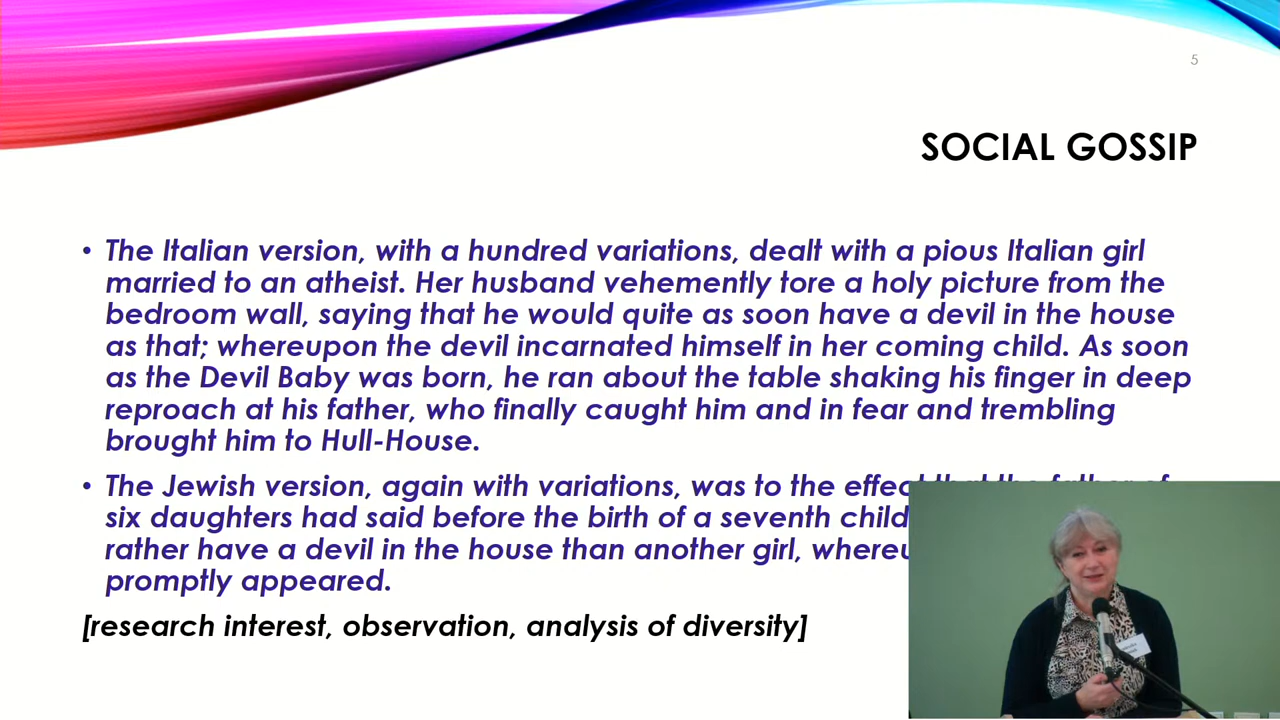 5
SOCIAL GOSSIP
• The Italian version, with a hundred variations, dealt with a pious Italian girl
married to an atheist. Her husband vehemently tore a holy picture from the
bedroom wall, saying that he would quite as soon have a devil in the house
as that; whereupon the devil incarnated himself in her coming child. As soon
as the Devil Baby was born, he ran about the table shaking his finger in deep
reproach at his father, who finally caught him and in fear and trembling
brought him to Hull-House.
• The Jewish version, again with variations, was to the effect that the father of
six daughters had said before the birth of a seventh child
rather have a devil in the house than another girl,
promptly appeared.
[research interest, observation, analysis of diversity]